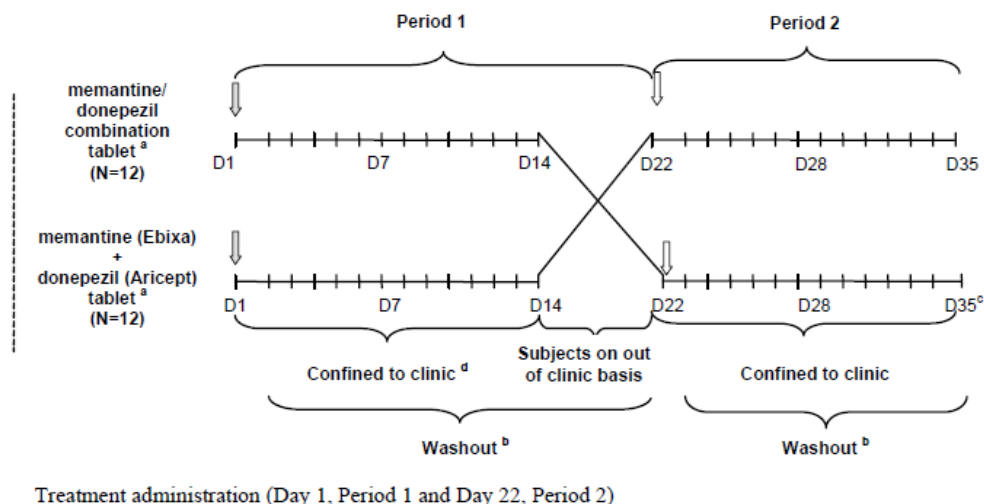 Period 1
Period 2
memantine/
donepezil
combination
tablet a
(N=12)
D1
D7
D14
D22
D28
D35
memantine (Ebixa)
+
donepezil (Aricept)
tablet a
(N=12)
D1
D7
D14
D22
D28
D35c
Confined to clinic d
Subjects on out
of clinic basis
Confined to clinic
Washout b
Washout b
Treatment administration (Day 1, Period 1 and Day 22, Period 2)